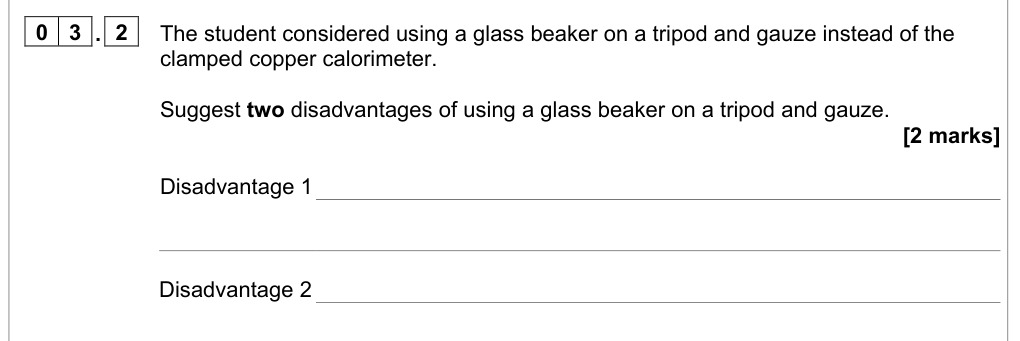 0 3 . 2 The student considered using a glass beaker on a tripod and gauze instead of the
clamped copper calorimeter.
Suggest two disadvantages of using a glass beaker on a tripod and gauze.
[2 marks]
Disadvantage 1
Disadvantage 2